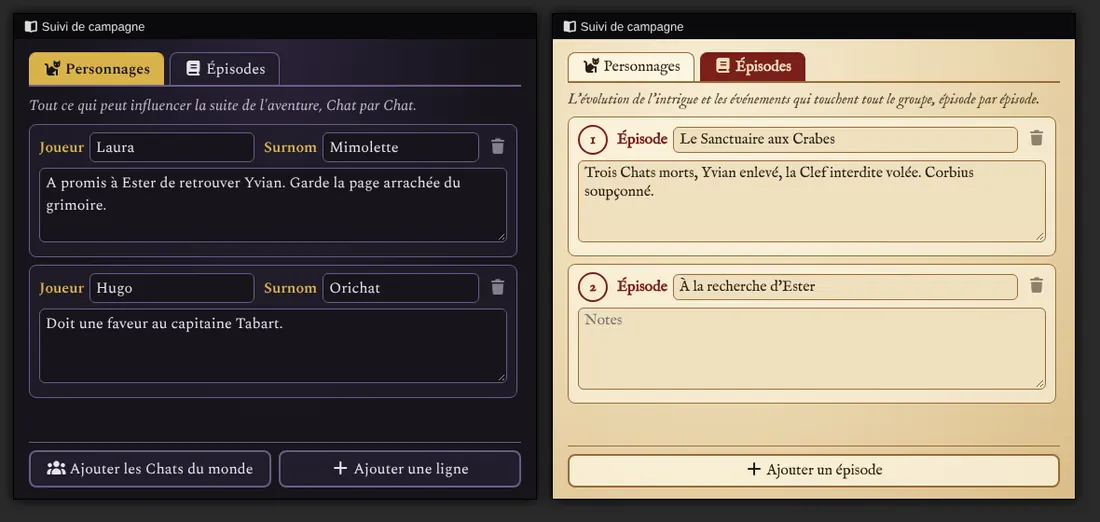 Suivi de campagne
Personnages
Épisodes
Tout ce qui peut influencer la suite de l'aventure, Chat par Chat.
Joueur Laura Surnom Mimolette
A promis à Ester de retrouver Yvian. Garde la page arrachée du
grimoire.
Joueur Hugo Surnom Orichat
Doit une faveur au capitaine Tabart.
Ajouter les Chats du monde
Ajouter une ligne
Suivi de campagne
Personnages
Épisodes
L'évolution de l'intrigue et les événements qui touchent tout le groupe, épisode par épisode.
1 Épisode Le Sanctuaire aux Crabes
Trois Chats morts, Yvian enlevé, la Clef interdite volée. Corbius
soupçonné.
2 Épisode À la recherche d'Ester
Notes
Ajouter un épisode